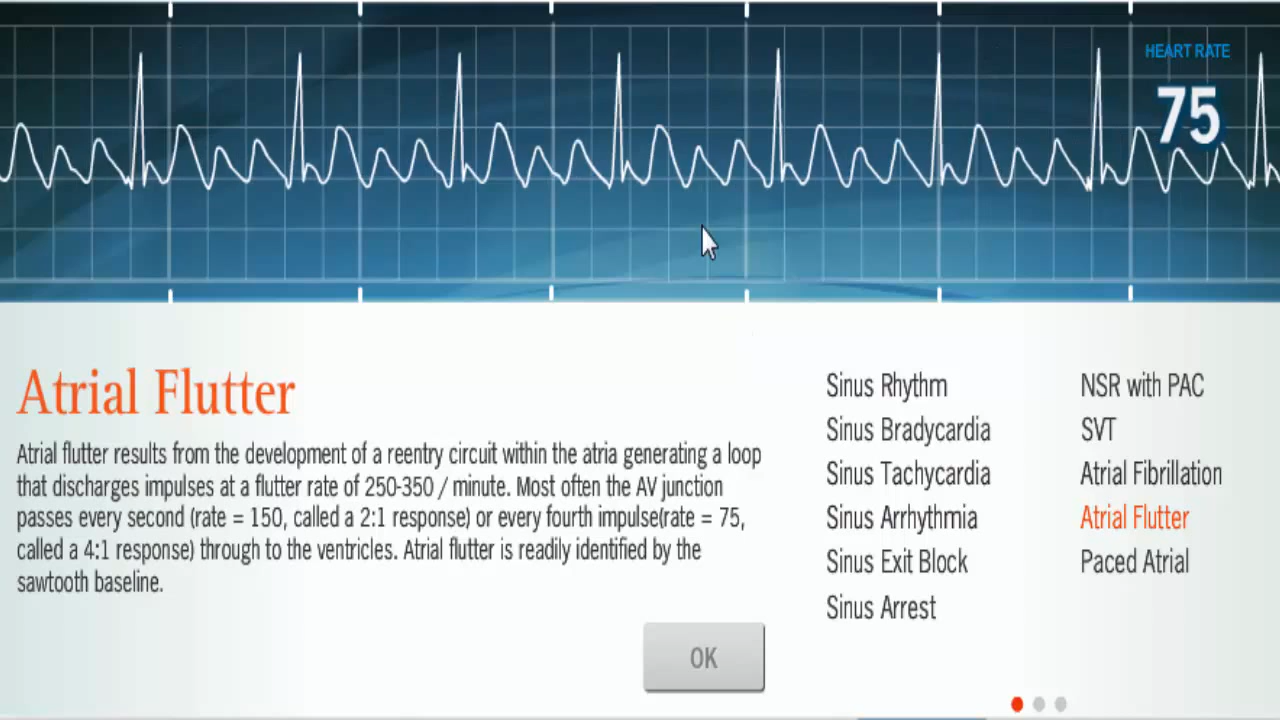 HEART RATE
75
Atrial Flutter
Atrial flutter results from the development of a reentry circuit within the atria generating a loop
that discharges impulses at a flutter rate of 250-350 / minute. Most often the AV junction
passes every second (rate = 150, called a 2:1 response) or every fourth impulse(rate = 75,
called a 4:1 response) through to the ventricles. Atrial flutter is readily identified by the
sawtooth baseline.
OK
Sinus Rhythm
Sinus Bradycardia
Sinus Tachycardia
Sinus Arrhythmia
Sinus Exit Block
Sinus Arrest
NSR with PAC
SVT
Atrial Fibrillation
Atrial Flutter
Paced Atrial